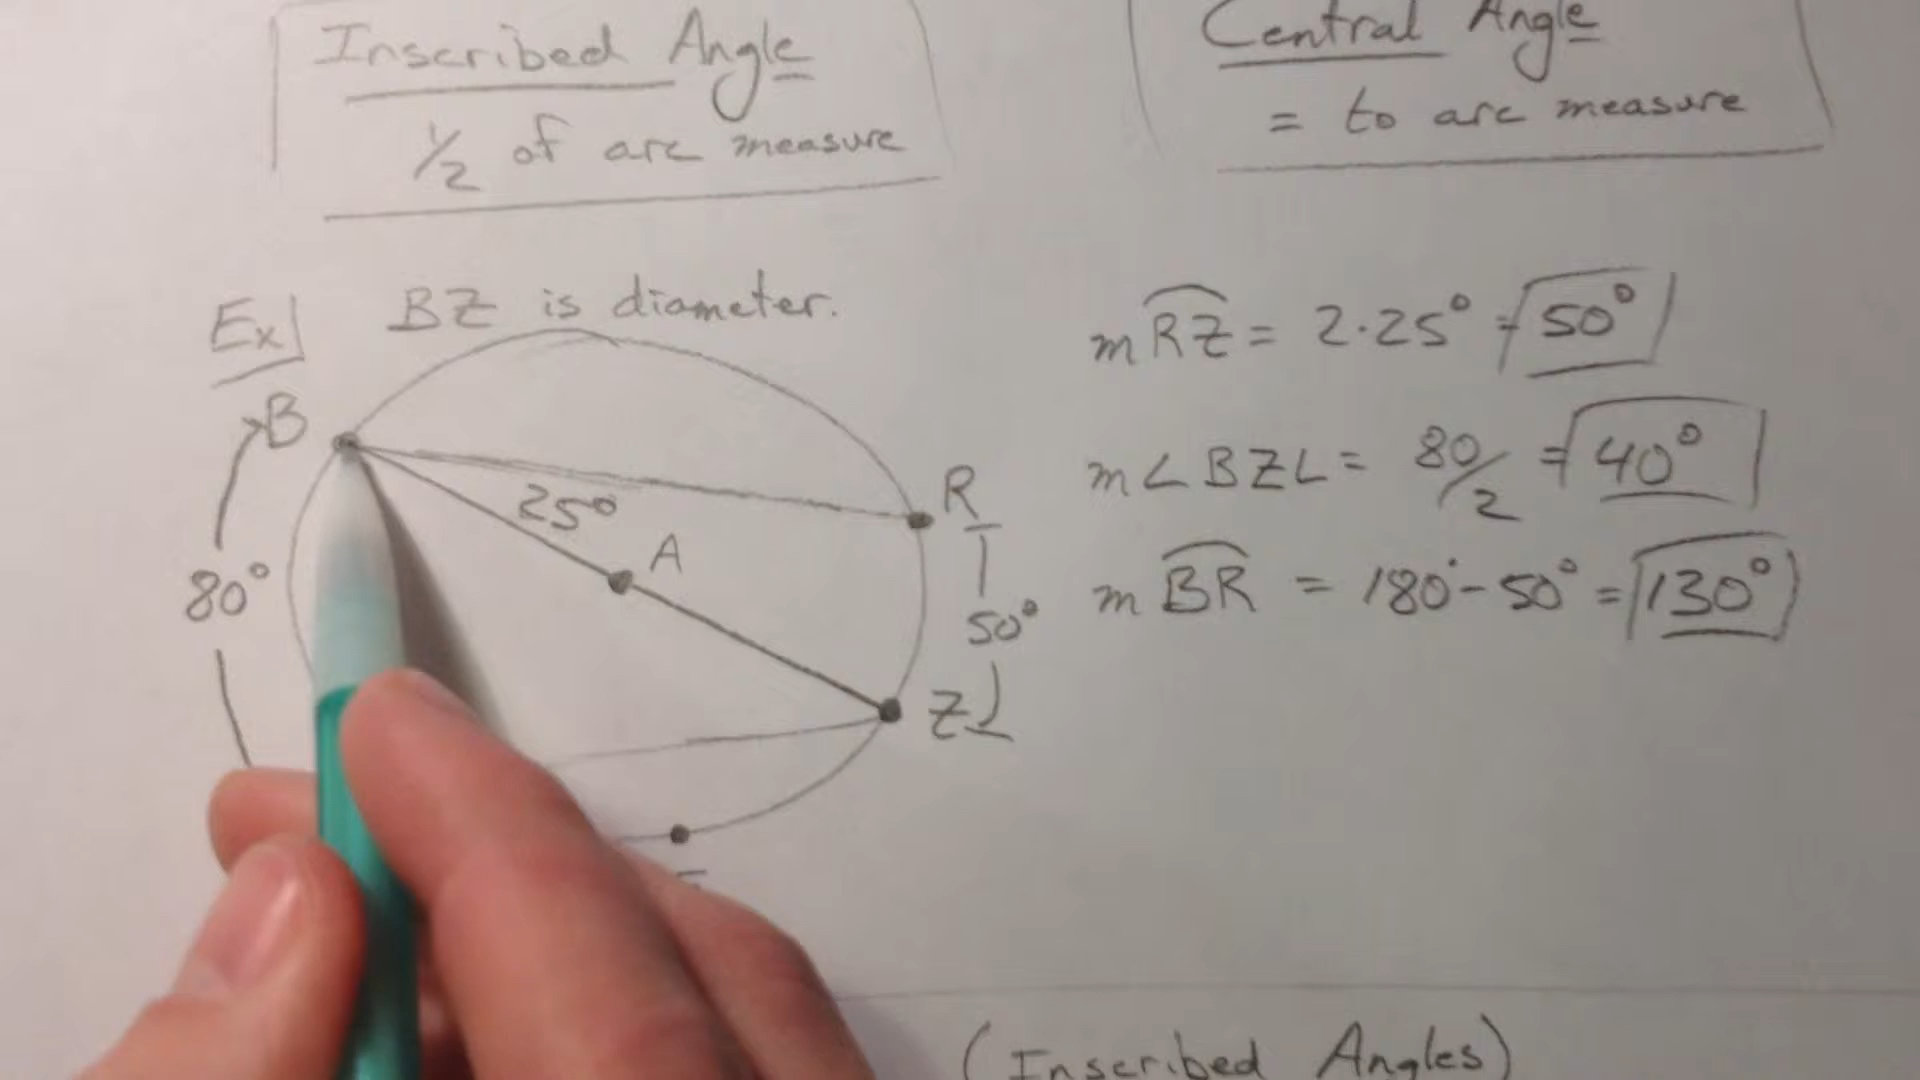 Inscribed Angle
1/2 of arc measure
Central Angle
= to arc measure
Ex BZ is diameter.
B
25°
A
R
80°
50°
Z
mRZ = 2·25° = 50°
m∠BZL = 80/2 = 40°
mBR = 180° - 50° = 130°
(Inscribed Angles)